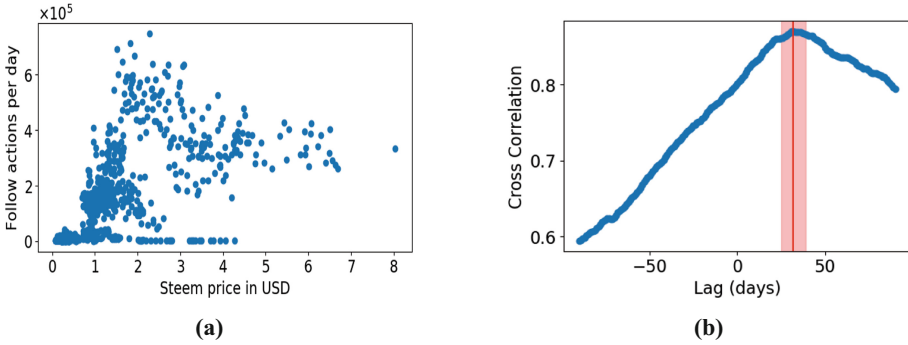 ×10⁵
Follow actions per day
6
4
2
0
0 1 2 3 4 5 6 7 8
Steem price in USD
(a)
Cross Correlation
0.8
0.7
0.6
−50 0 50
Lag (days)
(b)